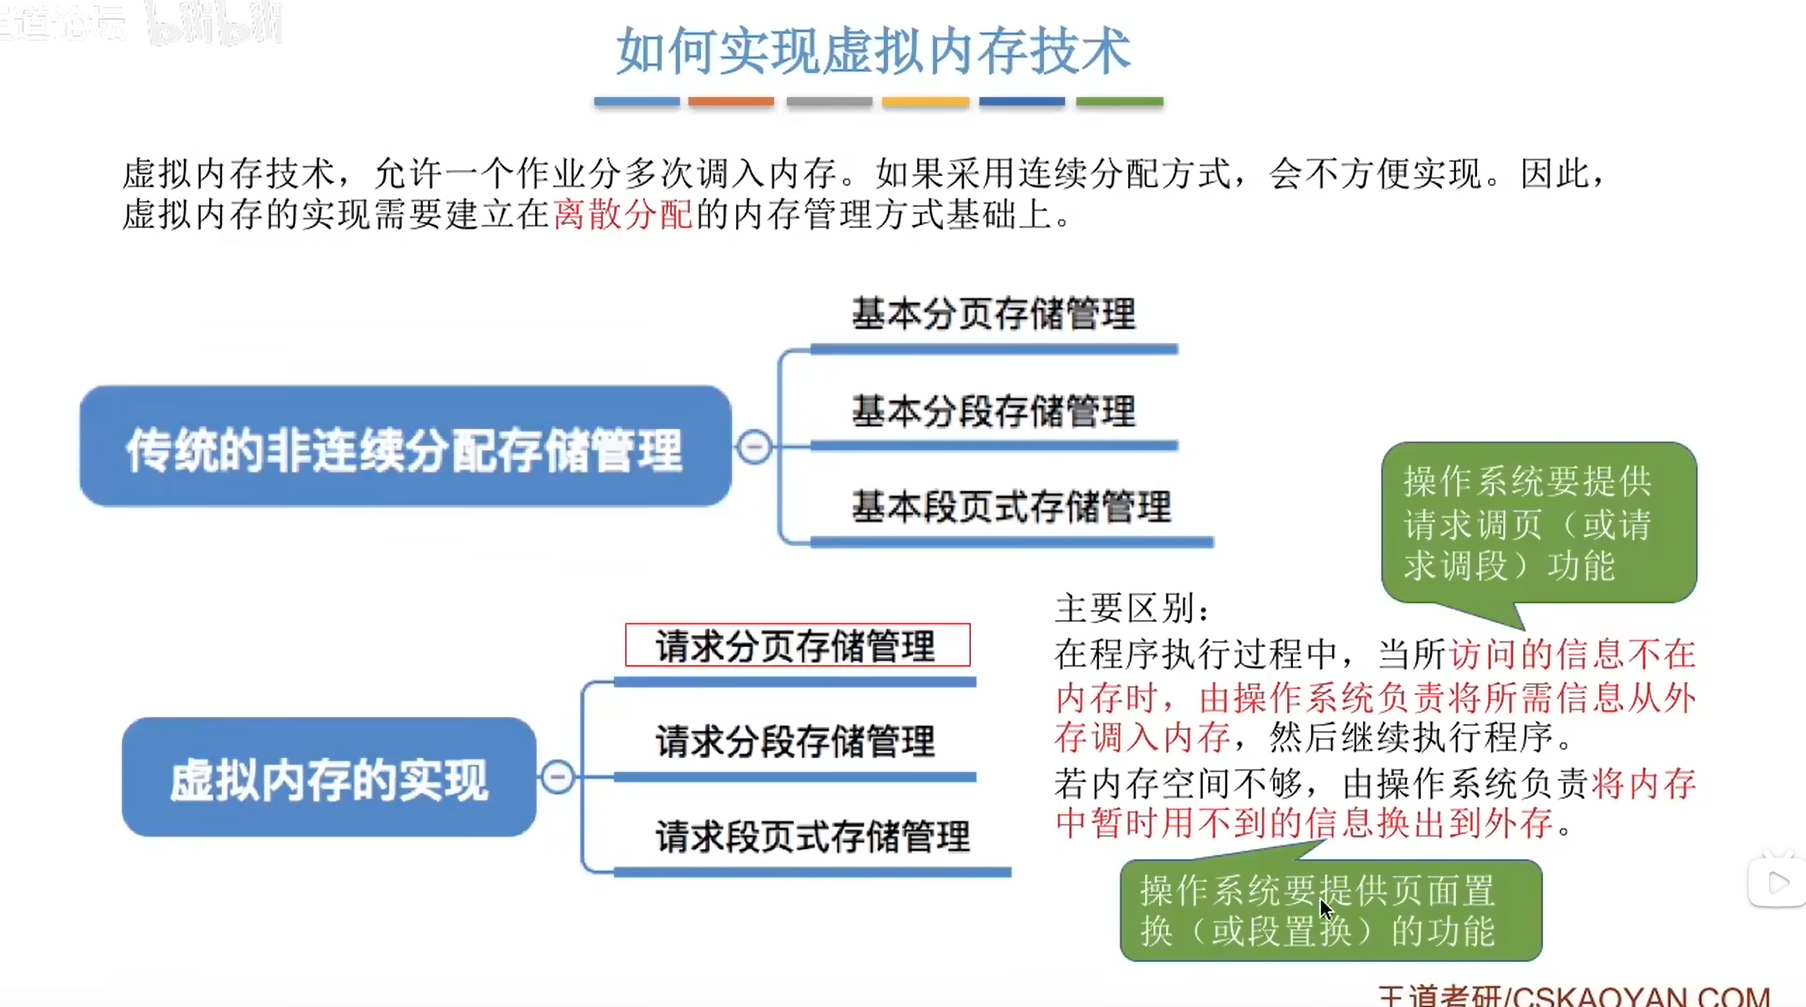 王道论坛 bilibili
如何实现虚拟内存技术
虚拟内存技术，允许一个作业分多次调入内存。如果采用连续分配方式，会不方便实现。因此，
虚拟内存的实现需要建立在离散分配的内存管理方式基础上。
基本分页存储管理
传统的非连续分配存储管理
基本分段存储管理
基本段页式存储管理
操作系统要提供
请求调页（或请
求调段）功能
请求分页存储管理
虚拟内存的实现
请求分段存储管理
请求段页式存储管理
主要区别：
在程序执行过程中，当所访问的信息不在
内存时，由操作系统负责将所需信息从外
存调入内存，然后继续执行程序。
若内存空间不够，由操作系统负责将内存
中暂时用不到的信息换出到外存。
操作系统要提供页面置
换（或段置换）的功能
王道考研/CSKAOYAN.COM